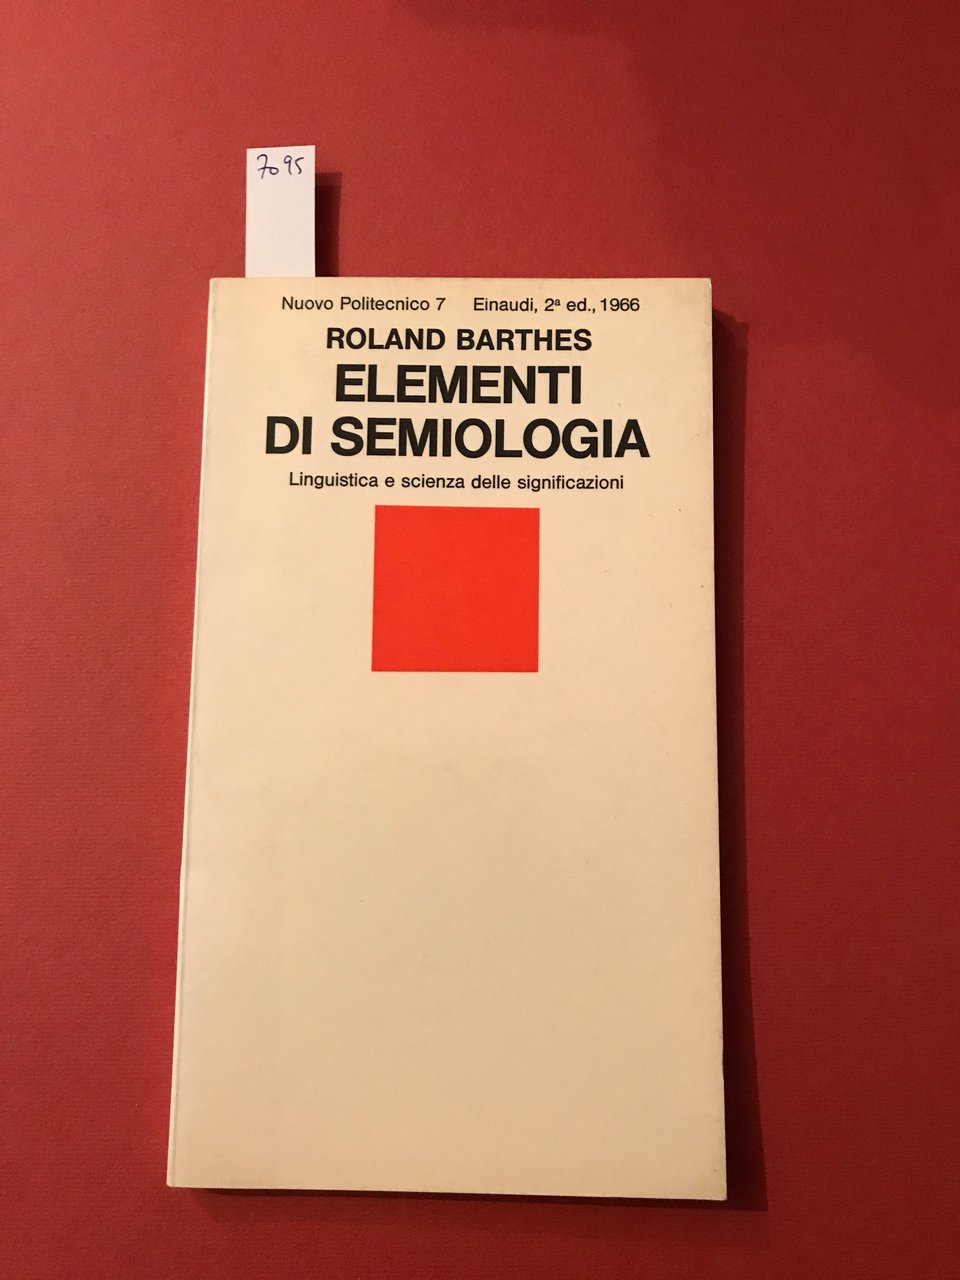 7095
Nuovo Politecnico 7 Einaudi, 2ª ed., 1966
ROLAND BARTHES
ELEMENTI
DI SEMIOLOGIA
Linguistica e scienza delle significazioni